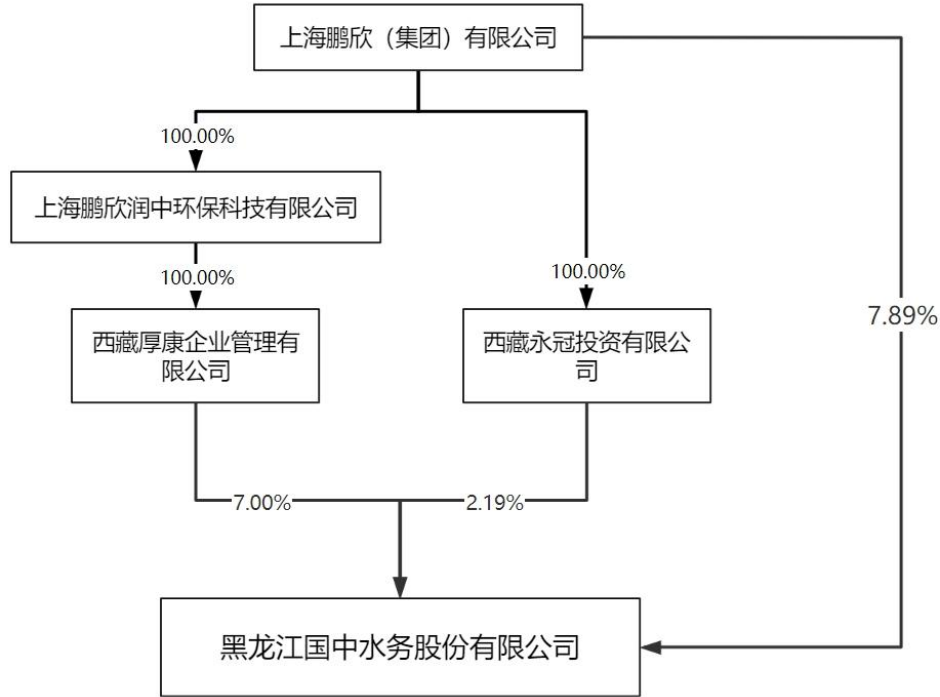 上海鹏欣（集团）有限公司
100.00%
上海鹏欣润中环保科技有限公司
100.00%
100.00%
7.89%
西藏厚康企业管理有
限公司
西藏永冠投资有限公
司
7.00%
2.19%
黑龙江国中水务股份有限公司